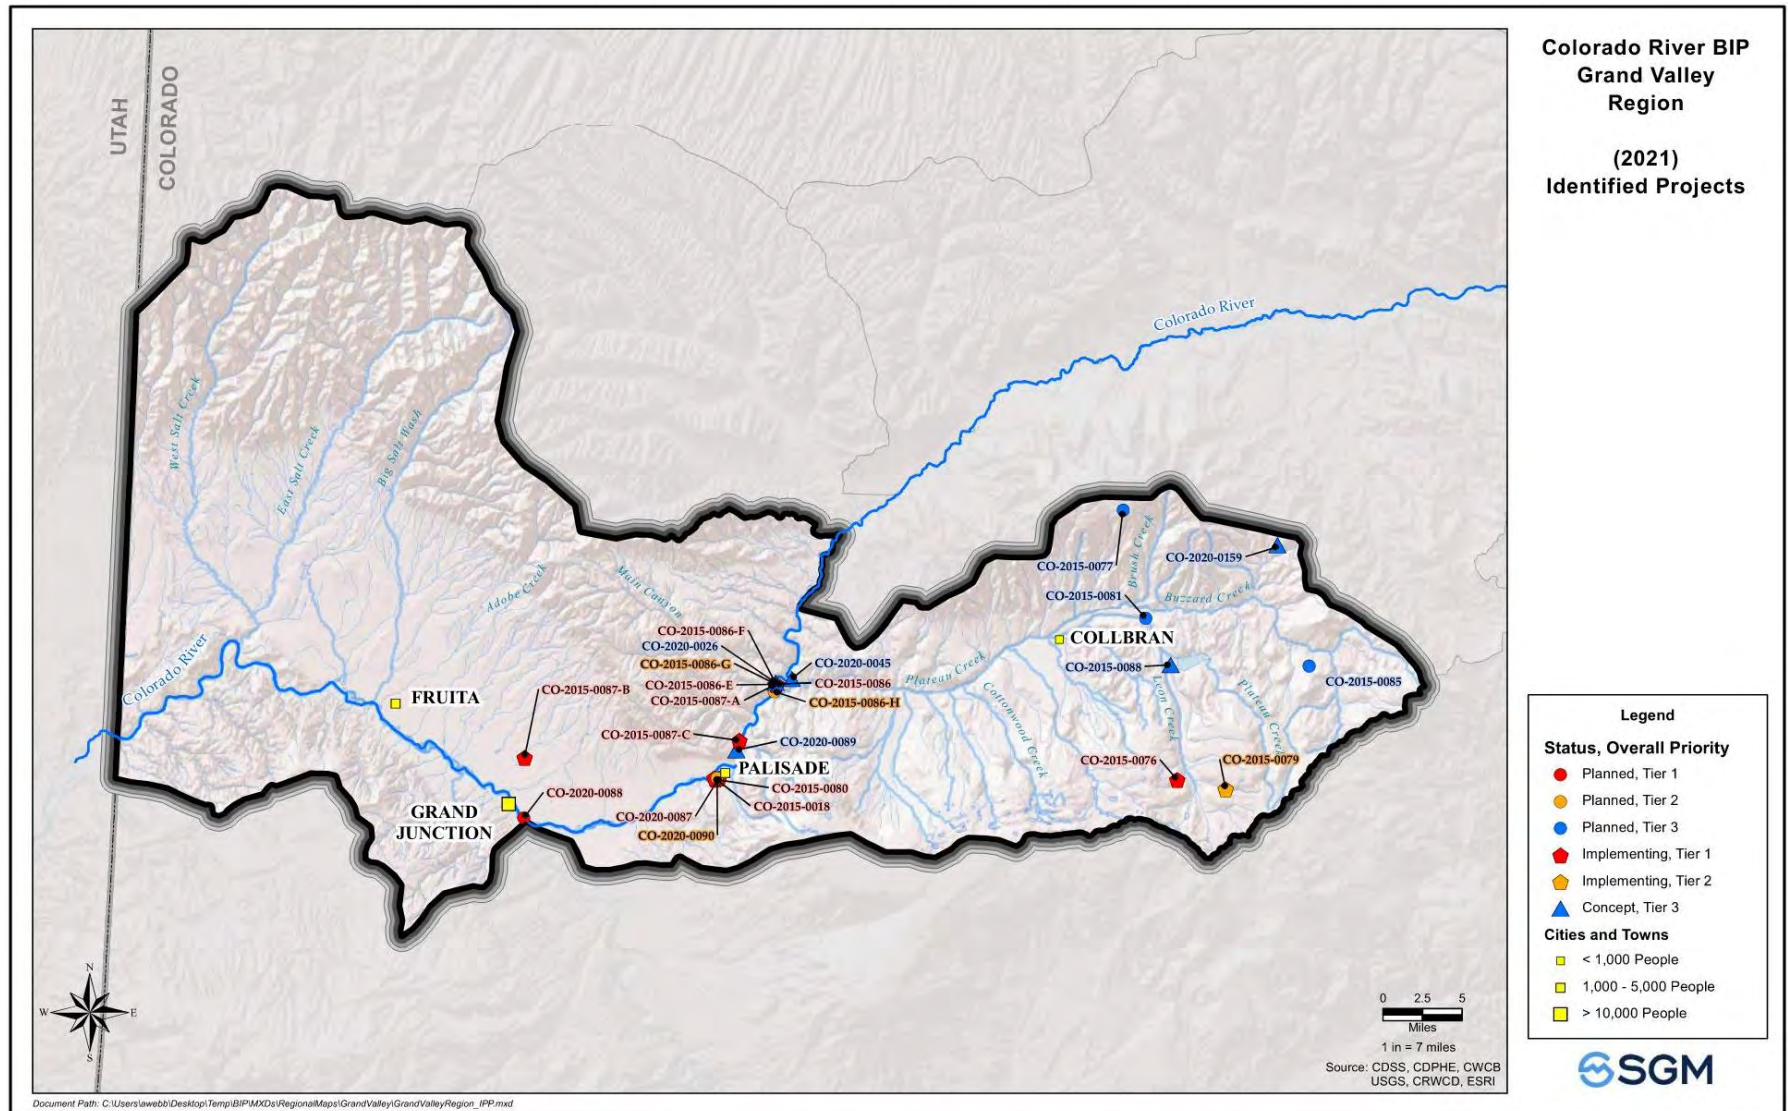 Colorado River BIP
Grand Valley
Region
(2021)
Identified Projects
UTAH
COLORADO
Colorado River
West Salt Creek
East Salt Creek
Big Salt Wash
Adobe Creek
Main Canyon
Brush Creek
CO-2020-0159
CO-2015-0077
CO-2015-0081
Buzzard Creek
COLLBRAN
CO-2015-0086-F
CO-2020-0026
CO-2015-0086-G
CO-2020-0045
CO-2015-0086-E
CO-2015-0086
CO-2015-0087-A
CO-2015-0086-H
Plateau Creek
CO-2015-0088
CO-2015-0085
Colorado River
FRUITA
CO-2015-0087-B
CO-2015-0087-C
CO-2020-0089
Cottonwood Creek
Leon Creek
Plateau Creek
PALISADE
CO-2015-0076
CO-2015-0079
CO-2020-0088
CO-2015-0080
CO-2015-0018
GRAND
JUNCTION
CO-2020-0087
CO-2020-0090
Legend
Status, Overall Priority
Planned, Tier 1
Planned, Tier 2
Planned, Tier 3
Implementing, Tier 1
Implementing, Tier 2
Concept, Tier 3
Cities and Towns
< 1,000 People
1,000 - 5,000 People
> 10,000 People
N
W
E
S
0 2.5 5
Miles
1 in = 7 miles
Source: CDSS, CDPHE, CWCB
USGS, CRWCD, ESRI
SGM
Document Path: C:\Users\awebb\Desktop\Temp\BIP\MXDs\RegionalMaps\GrandValley\GrandValleyRegion_IPP.mxd